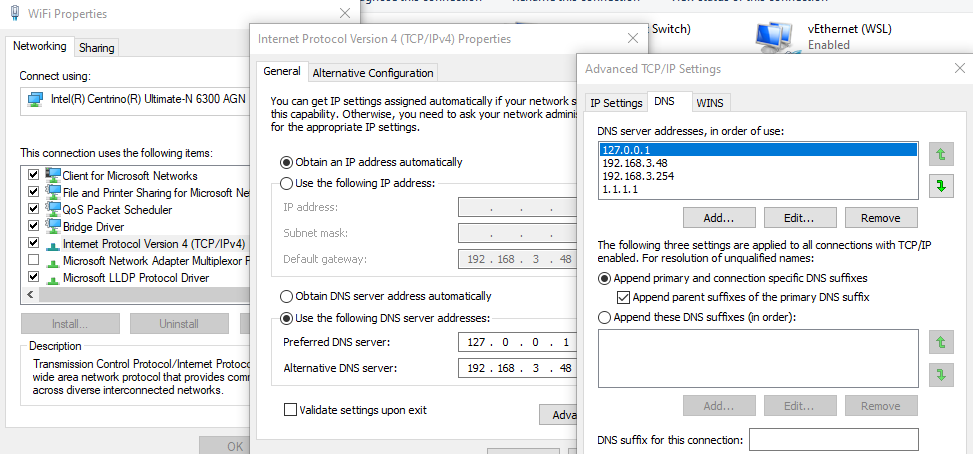 WiFi Properties
Networking
Sharing
Connect using:
Intel(R) Centrino(R) Ultimate-N 6300 AGN
This connection uses the following items:
Client for Microsoft Networks
File and Printer Sharing for Microsoft Ne
QoS Packet Scheduler
Bridge Driver
Internet Protocol Version 4 (TCP/IPv4)
Microsoft Network Adapter Multiplexor P
Microsoft LLDP Protocol Driver
Install...
Uninstall
Description
Transmission Control Protocol/Internet Protoco
wide area network protocol that provides comm
across diverse interconnected networks.
OK
Internet Protocol Version 4 (TCP/IPv4) Properties
General
Alternative Configuration
You can get IP settings assigned automatically if your network s
this capability. Otherwise, you need to ask your network adminis
for the appropriate IP settings.
Obtain an IP address automatically
Use the following IP address:
IP address:
Subnet mask:
Default gateway:
192 . 168 . 3 . 48
Obtain DNS server address automatically
Use the following DNS server addresses:
Preferred DNS server:
127 . 0 . 0 . 1
Alternative DNS server:
192 . 168 . 3 . 48
Validate settings upon exit
Adva
Switch)
vEthernet (WSL)
Enabled
Advanced TCP/IP Settings
IP Settings
DNS
WINS
DNS server addresses, in order of use:
127.0.0.1
192.168.3.48
192.168.3.254
1.1.1.1
Add...
Edit...
Remove
The following three settings are applied to all connections with TCP/IP
enabled. For resolution of unqualified names:
Append primary and connection specific DNS suffixes
Append parent suffixes of the primary DNS suffix
Append these DNS suffixes (in order):
Add...
Edit...
Remove
DNS suffix for this connection: